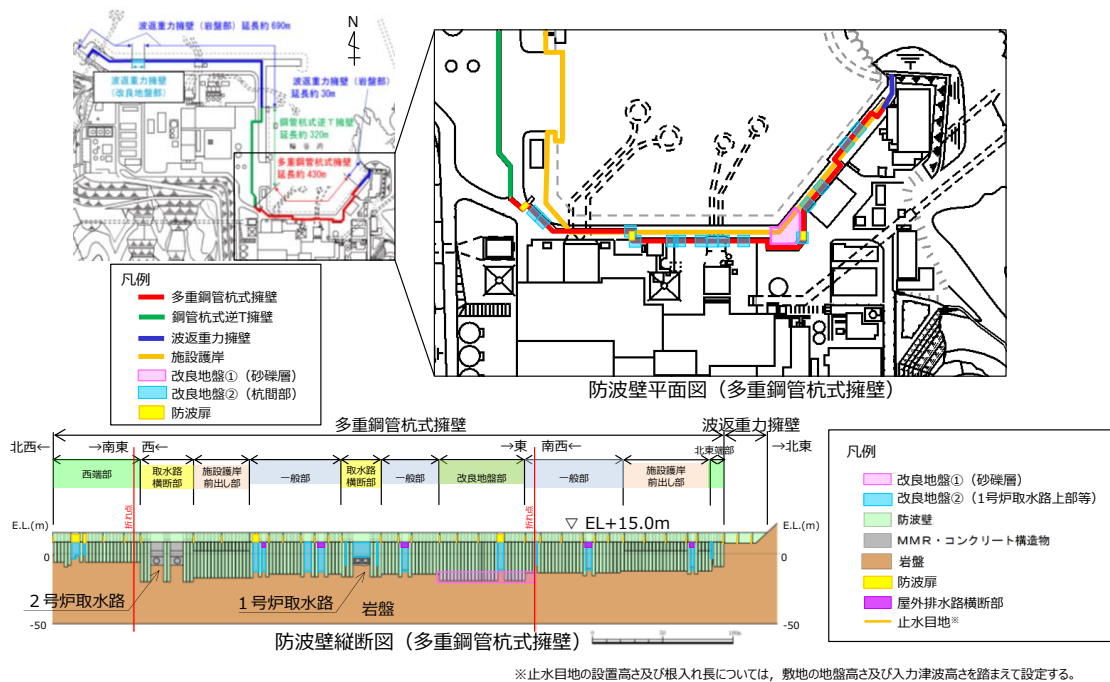 波返重力擁壁（岩盤部）延長約690m
N
波返重力擁壁
（改良地盤部）
波返重力擁壁（岩盤部）
延長約30m
鋼管杭式逆T擁壁
延長約320m
輪谷湾
多重鋼管杭式擁壁
延長約430m
凡例
多重鋼管杭式擁壁
鋼管杭式逆T擁壁
波返重力擁壁
施設護岸
改良地盤①（砂礫層）
改良地盤②（杭間部）
防波扉
防波壁平面図（多重鋼管杭式擁壁）
多重鋼管杭式擁壁
波返重力擁壁
北西←
→南東
西←
→東
南西←
→北東
西端部
取水路
横断部
施設護岸
前出し部
一般部
取水路
横断部
一般部
改良地盤部
一般部
施設護岸
前出し部
北東端部
折れ点
折れ点
E.L.(m)
E.L.(m)
▽ EL+15.0m
0
0
-50
-50
２号炉取水路
１号炉取水路
岩盤
防波壁縦断図（多重鋼管杭式擁壁）
0
50
100m
凡例
改良地盤①（砂礫層）
改良地盤②（1号炉取水路上部等）
防波壁
MMR・コンクリート構造物
岩盤
防波扉
屋外排水路横断部
止水目地※
※止水目地の設置高さ及び根入れ長については，敷地の地盤高さ及び入力津波高さを踏まえて設定する。